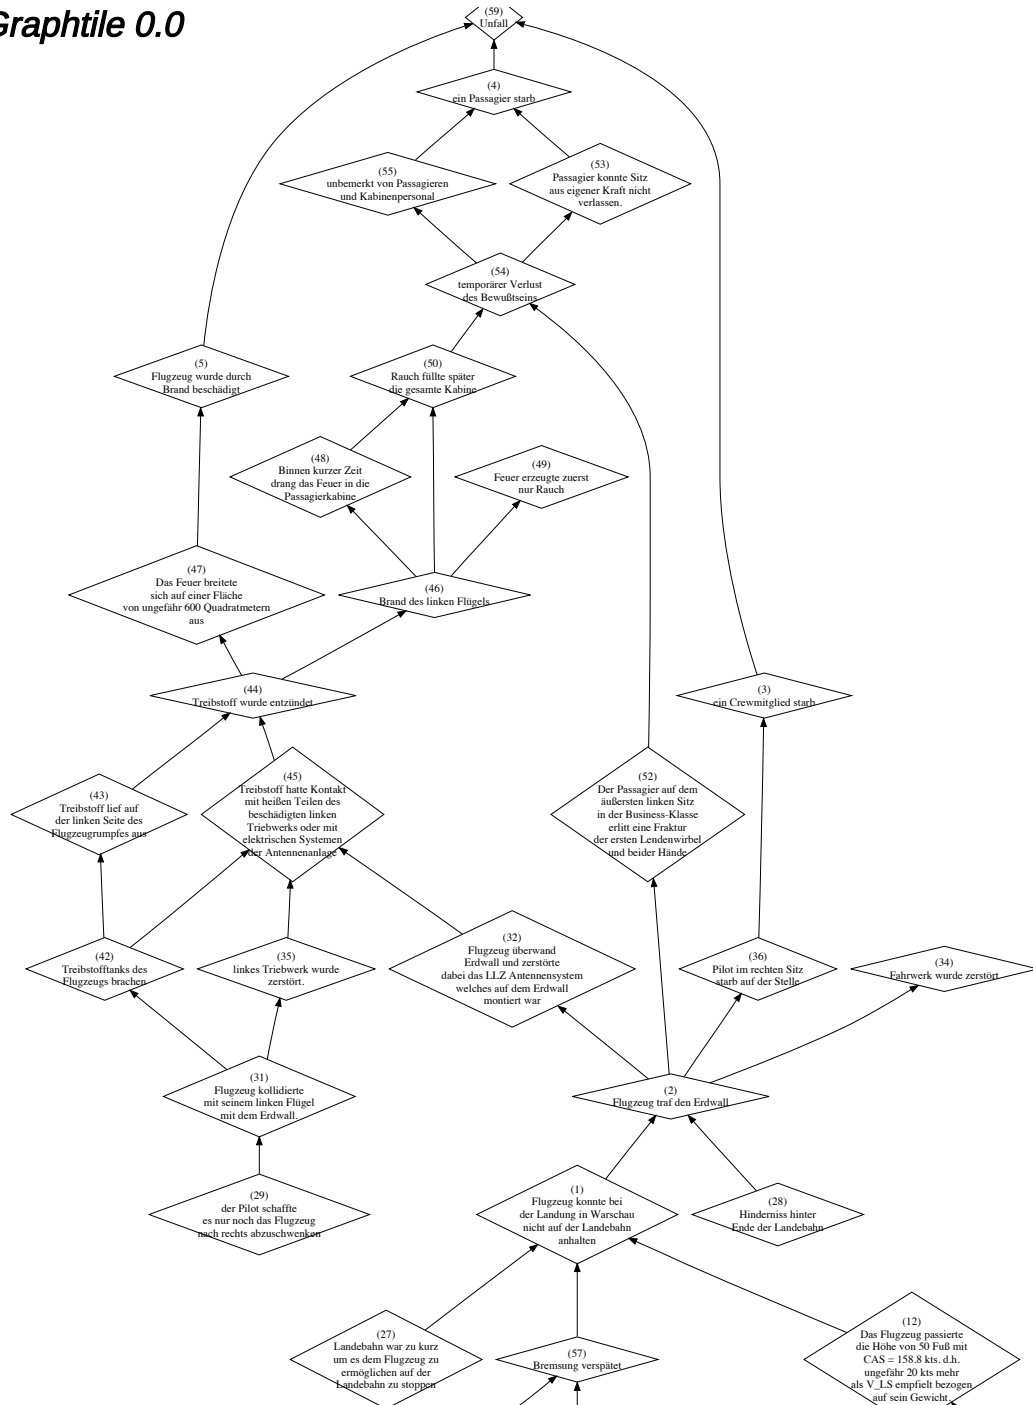 Graphtile 0.0
(59)
Unfall
(4)
ein Passagier starb
(55)
unbemerkt von Passagieren
und Kabinenpersonal
(53)
Passagier konnte Sitz
aus eigener Kraft nicht
verlassen.
(54)
temporärer Verlust
des Bewußtseins
(5)
Flugzeug wurde durch
Brand beschädigt
(50)
Rauch füllte später
die gesamte Kabine
(48)
Binnen kurzer Zeit
drang das Feuer in die
Passagierkabine
(49)
Feuer erzeugte zuerst
nur Rauch
(47)
Das Feuer breitete
sich auf einer Fläche
von ungefähr 600 Quadratmetern
aus
(46)
Brand des linken Flügels
(44)
Treibstoff wurde entzündet
(3)
ein Crewmitglied starb
(43)
Treibstoff lief auf
der linken Seite des
Flugzeugrumpfes aus
(45)
Treibstoff hatte Kontakt
mit heißen Teilen des
beschädigten linken
Triebwerks oder mit
elektrischen Systemen
der Antennenanlage
(52)
Der Passagier auf dem
äußersten linken Sitz
in der Business-Klasse
erlitt eine Fraktur
der ersten Lendenwirbel
und beider Hände
(42)
Treibstofftanks des
Flugzeugs brachen
(35)
linkes Triebwerk wurde
zerstört.
(32)
Flugzeug überwand
Erdwall und zerstörte
dabei das LLZ Antennensystem
welches auf dem Erdwall
montiert war
(36)
Pilot im rechten Sitz
starb auf der Stelle
(34)
Fahrwerk wurde zerstört
(31)
Flugzeug kollidierte
mit seinem linken Flügel
mit dem Erdwall.
(2)
Flugzeug traf den Erdwall
(29)
der Pilot schaffte
es nur noch das Flugzeug
nach rechts abzuschwenken
(1)
Flugzeug konnte bei
der Landung in Warschau
nicht auf der Landebahn
anhalten
(28)
Hinderniss hinter
Ende der Landebahn
(27)
Landebahn war zu kurz
um es dem Flugzeug zu
ermöglichen auf der
Landebahn zu stoppen
(57)
Bremsung verspätet
(12)
Das Flugzeug passierte
die Höhe von 50 Fuß mit
CAS = 158.8 kts. d.h.
ungefähr 20 kts mehr
als V_LS empfielt bezogen
auf sein Gewicht.